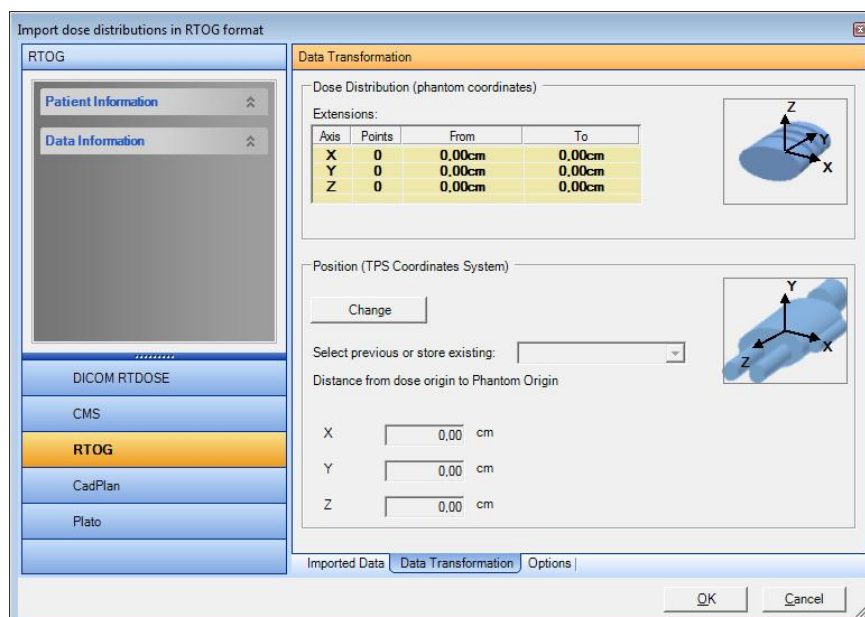 Import dose distributions in RTOG format
RTOG
Patient Information
Data Information
DICOM RTDOSE
CMS
RTOG
CadPlan
Plato
Data Transformation
Dose Distribution (phantom coordinates)
Extensions:
Axis Points From To
X 0 0,00cm 0,00cm
Y 0 0,00cm 0,00cm
Z 0 0,00cm 0,00cm
Z
Y
X
Position (TPS Coordinates System)
Change
Select previous or store existing:
Distance from dose origin to Phantom Origin
X 0,00 cm
Y 0,00 cm
Z 0,00 cm
Y
X
Z
Imported Data Data Transformation Options
OK Cancel